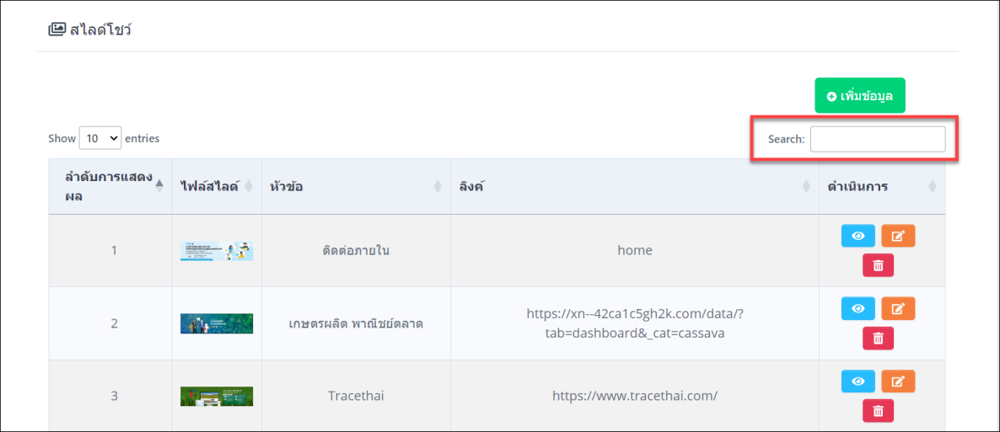 สไลด์โชว์
เพิ่มข้อมูล
Show 10 entries
Search:
ลำดับการแสดงผล ไฟล์สไลด์ หัวข้อ ลิงค์ ดำเนินการ
1 ติดต่อภายใน home
2 เกษตรผลิต พาณิชย์ตลาด https://xn--42ca1c5gh2k.com/data/?
tab=dashboard&_cat=cassava
3 Tracethai https://www.tracethai.com/